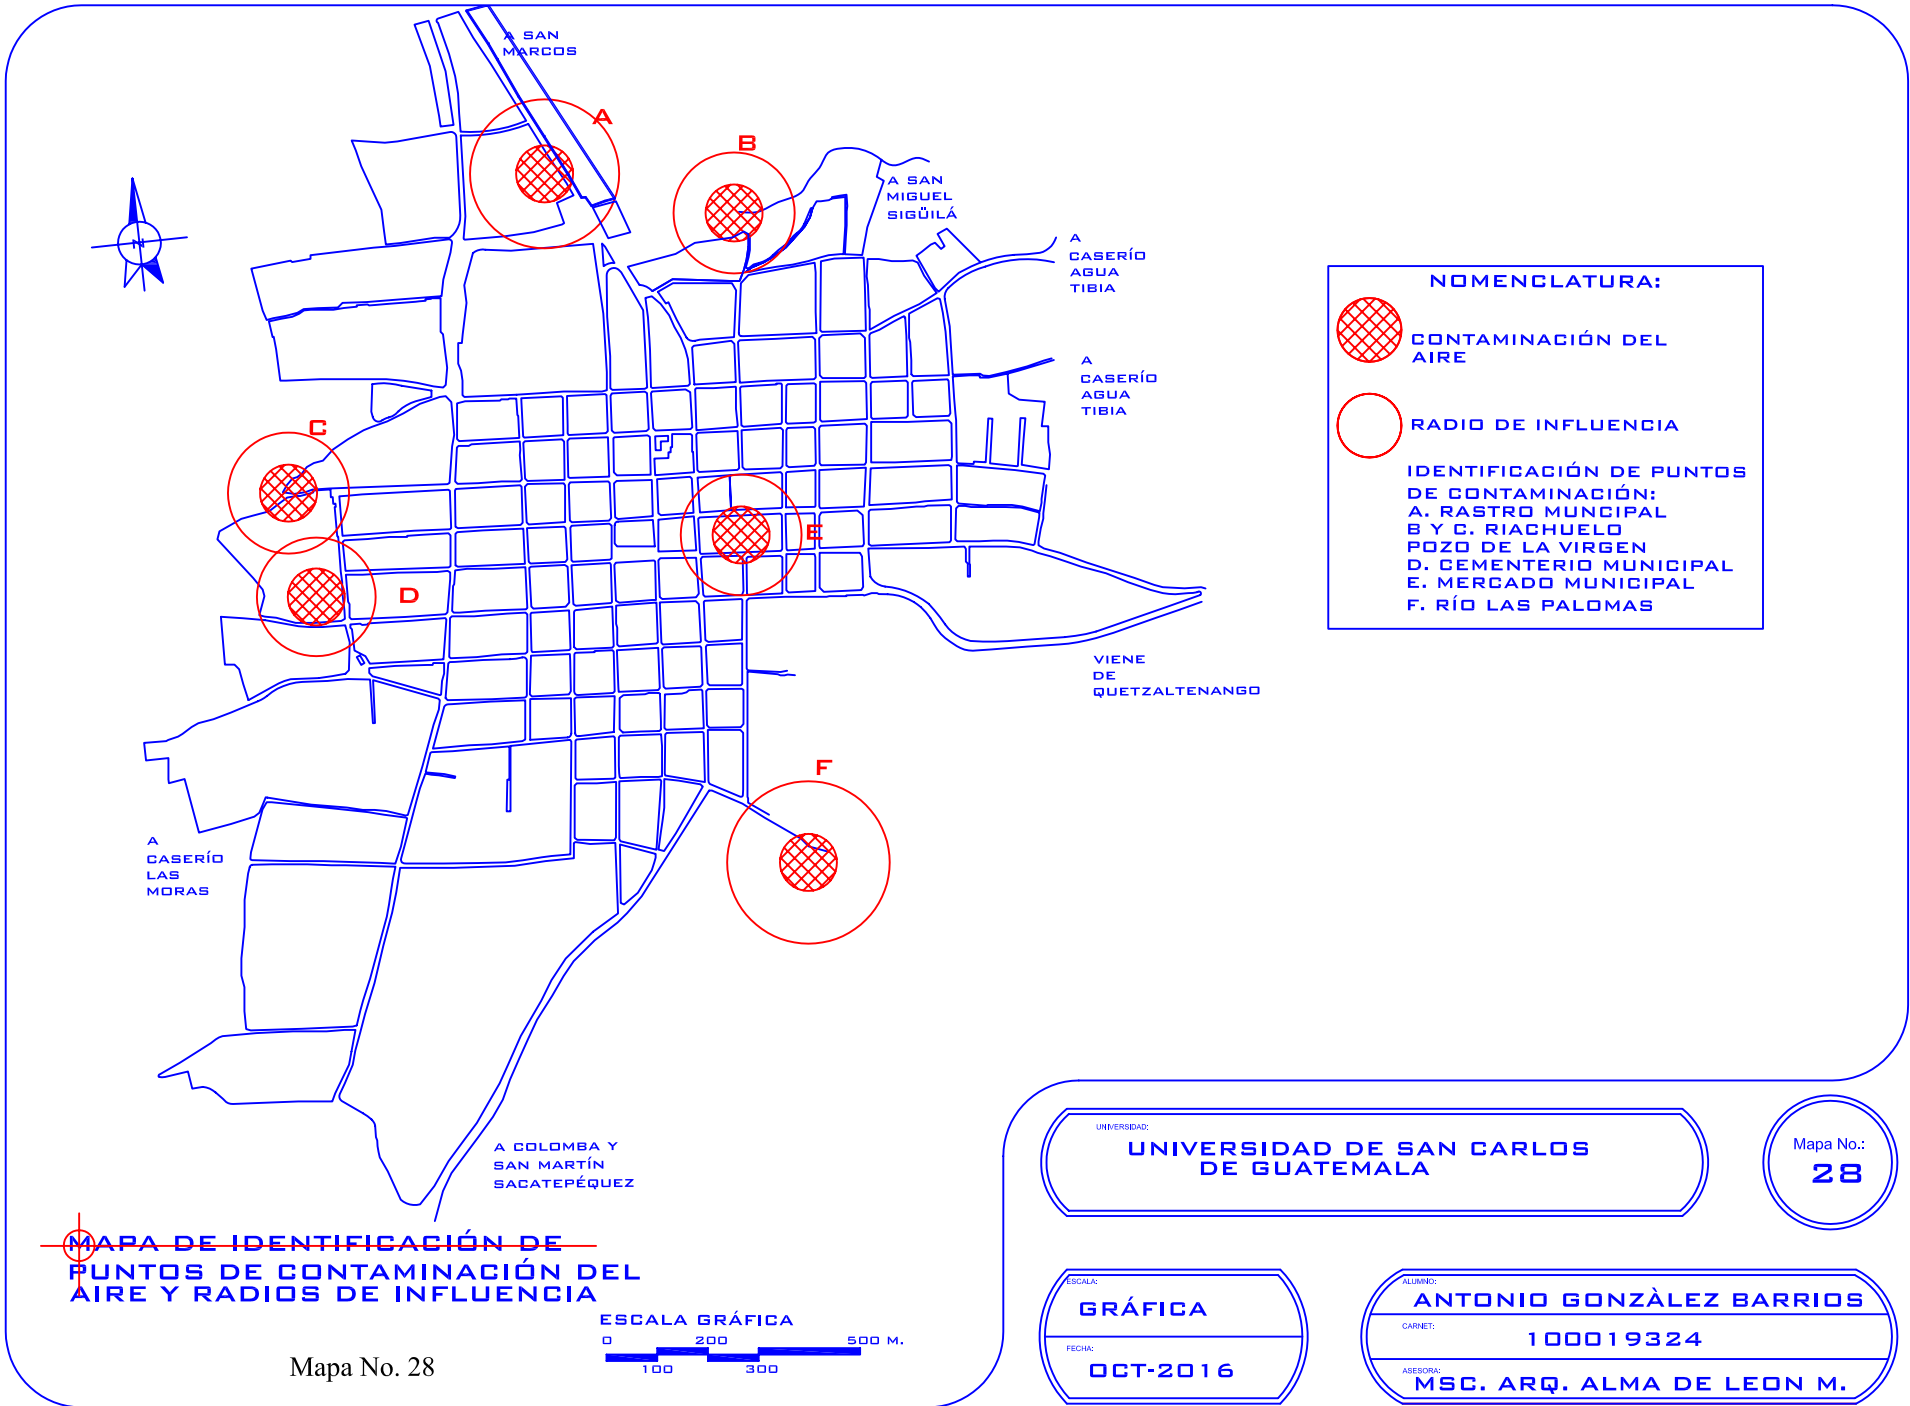 A SAN
MARCOS
A
B
A SAN
MIGUEL
SIGÜILÁ
A
CASERÍO
AGUA
TIBIA
N
A
CASERÍO
AGUA
TIBIA
C
E
D
VIENE
DE
QUETZALTENANGO
F
A
CASERÍO
LAS
MORAS
A COLOMBA Y
SAN MARTÍN
SACATEPÉQUEZ
NOMENCLATURA:
CONTAMINACIÓN DEL
AIRE
RADIO DE INFLUENCIA
IDENTIFICACIÓN DE PUNTOS
DE CONTAMINACIÓN:
A. RASTRO MUNCIPAL
B Y C. RIACHUELO
POZO DE LA VIRGEN
D. CEMENTERIO MUNICIPAL
E. MERCADO MUNICIPAL
F. RÍO LAS PALOMAS
MAPA DE IDENTIFICACIÓN DE
PUNTOS DE CONTAMINACIÓN DEL
AIRE Y RADIOS DE INFLUENCIA
ESCALA GRÁFICA
0 200 500 M.
100 300
Mapa No. 28
UNIVERSIDAD:
UNIVERSIDAD DE SAN CARLOS
DE GUATEMALA
Mapa No.:
28
ESCALA:
GRÁFICA
FECHA:
OCT-2016
ALUMNO:
ANTONIO GONZÀLEZ BARRIOS
CARNET:
100019324
ASESORA:
MSC. ARQ. ALMA DE LEON M.